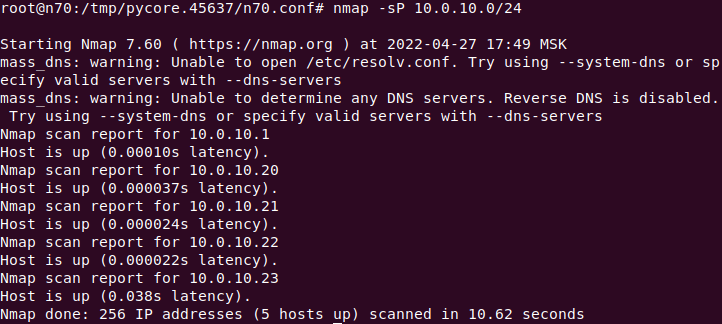 root@n70:/tmp/pycore.45637/n70.conf# nmap -sP 10.0.10.0/24
Starting Nmap 7.60 ( https://nmap.org ) at 2022-04-27 17:49 MSK
mass_dns: warning: Unable to open /etc/resolv.conf. Try using --system-dns or sp
ecify valid servers with --dns-servers
mass_dns: warning: Unable to determine any DNS servers. Reverse DNS is disabled.
 Try using --system-dns or specify valid servers with --dns-servers
Nmap scan report for 10.0.10.1
Host is up (0.00010s latency).
Nmap scan report for 10.0.10.20
Host is up (0.000037s latency).
Nmap scan report for 10.0.10.21
Host is up (0.000024s latency).
Nmap scan report for 10.0.10.22
Host is up (0.000022s latency).
Nmap scan report for 10.0.10.23
Host is up (0.038s latency).
Nmap done: 256 IP addresses (5 hosts up) scanned in 10.62 seconds